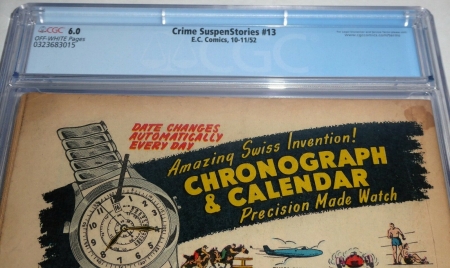 CGC 6.0
OFF-WHITE Pages
0323683015
Crime SuspenStories #13
E.C. Comics, 10-11/52
CGC
DATE CHANGES
AUTOMATICALLY
EVERY DAY
Amazing Swiss Invention!
CHRONOGRAPH
& CALENDAR
Precision Made Watch